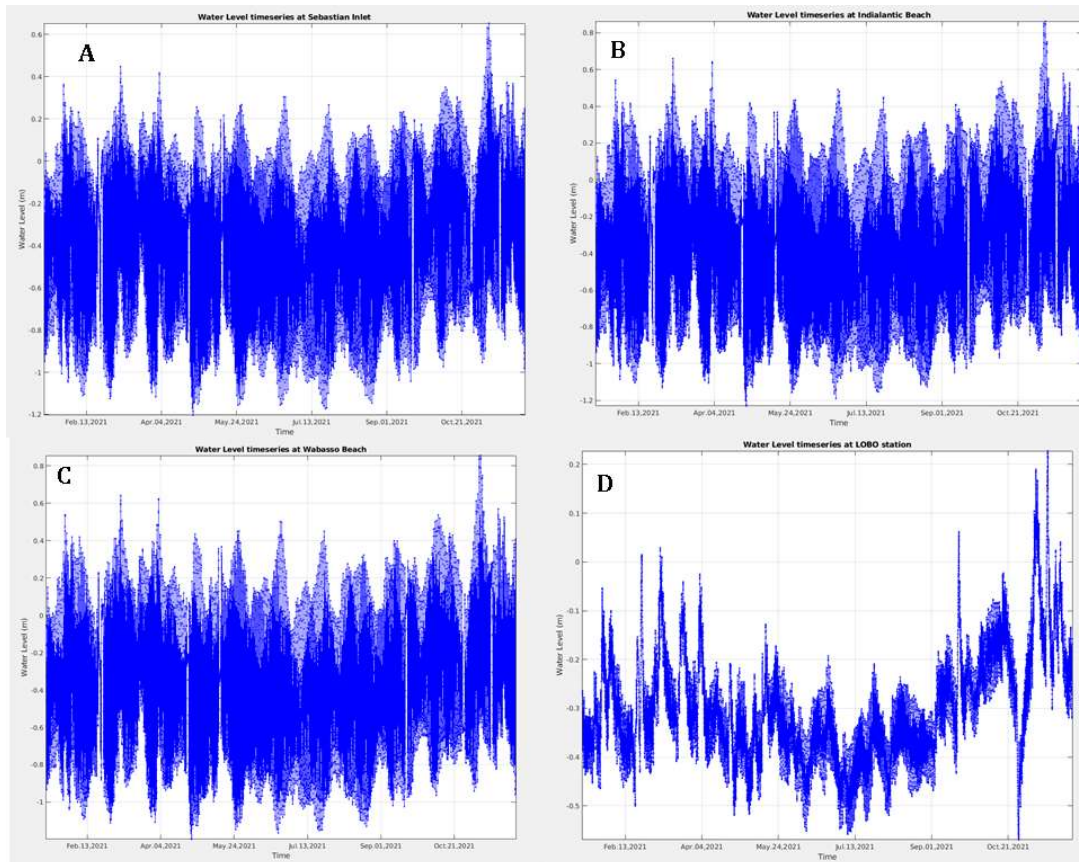 Water Level timeseries at Sebastian Inlet
A
0.6
0.4
0.2
0
-0.2
-0.4
-0.6
-0.8
-1
-1.2
Water Level (m)
Feb.13,2021 Apr.04,2021 May.24,2021 Jul.13,2021 Sep.01,2021 Oct.21,2021
Time
Water Level timeseries at Indialantic Beach
B
0.8
0.6
0.4
0.2
0
-0.2
-0.4
-0.6
-0.8
-1
-1.2
Water Level (m)
Feb.13,2021 Apr.04,2021 May.24,2021 Jul.13,2021 Sep.01,2021 Oct.21,2021
Time
Water Level timeseries at Wabasso Beach
C
0.8
0.6
0.4
0.2
0
-0.2
-0.4
-0.6
-0.8
-1
Water Level (m)
Feb.13,2021 Apr.04,2021 May.24,2021 Jul.13,2021 Sep.01,2021 Oct.21,2021
Time
Water Level timeseries at LOBO station
D
0.2
0.1
0
-0.1
-0.2
-0.3
-0.4
-0.5
Water Level (m)
Feb.13,2021 Apr.04,2021 May.24,2021 Jul.13,2021 Sep.01,2021 Oct.21,2021
Time